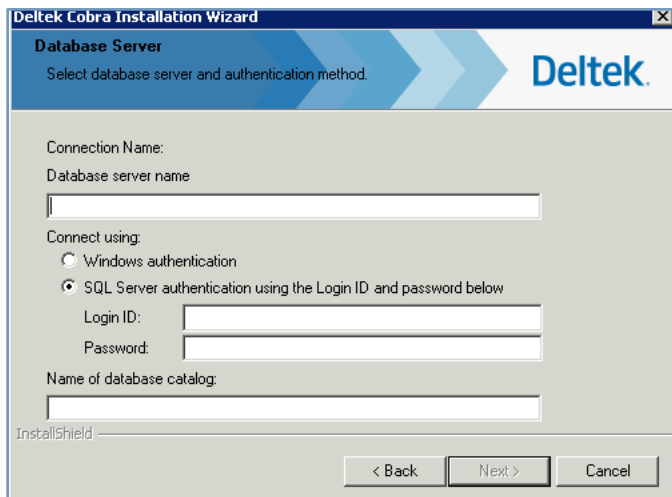 Deltek Cobra Installation Wizard
Database Server
Select database server and authentication method.
Deltek.
Connection Name:
Database server name
Connect using:
Windows authentication
SQL Server authentication using the Login ID and password below
Login ID:
Password:
Name of database catalog:
InstallShield
< Back
Next >
Cancel